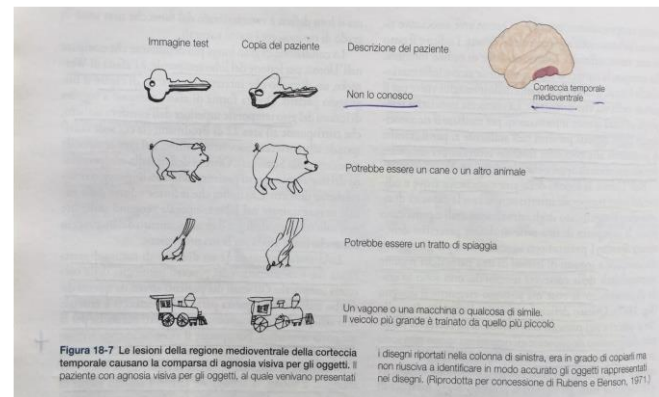 Immagine test
Copia del paziente
Descrizione del paziente
Corteccia temporale
medioventrale
Non lo conosco
Potrebbe essere un cane o un altro animale
Potrebbe essere un tratto di spiaggia
Un vagone o una macchina o qualcosa di simile.
Il veicolo più grande è trainato da quello più piccolo
Figura 18-7 Le lesioni della regione medioventrale della corteccia
temporale causano la comparsa di agnosia visiva per gli oggetti. Il
paziente con agnosia visiva per gli oggetti, al quale venivano presentati
i disegni riportati nella colonna di sinistra, era in grado di copiarli ma
non riusciva a identificare in modo accurato gli oggetti rappresentati
nei disegni. (Riprodotta per concessione di Rubens e Benson, 1971.)